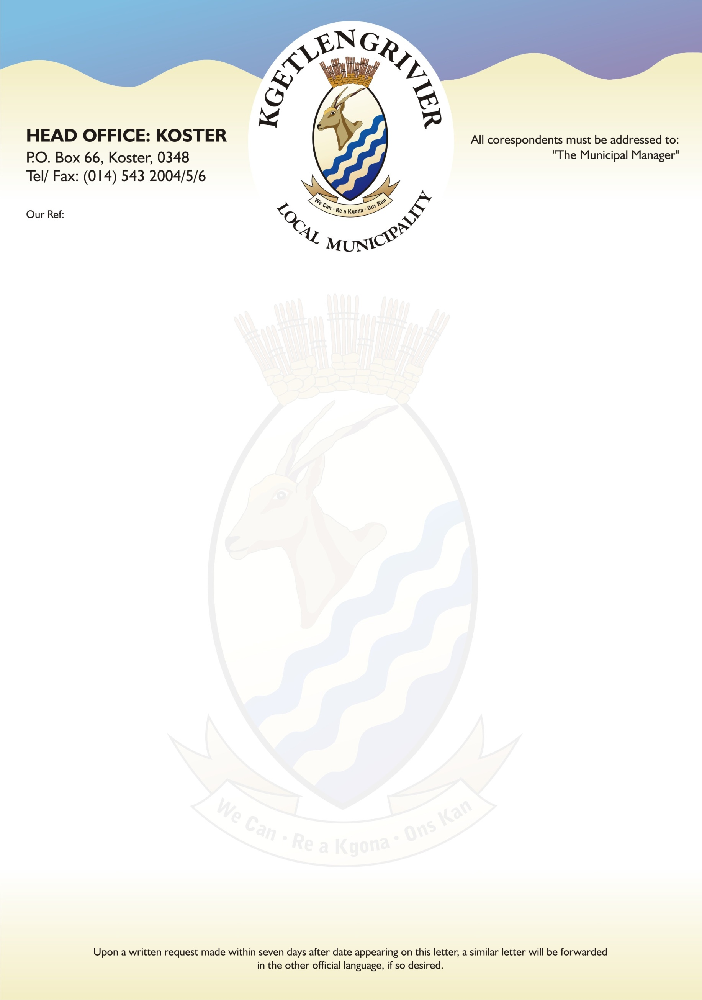 KGETLENGRIVIER
We Can · Re a Kgona · Ons Kan
LOCAL MUNICIPALITY
HEAD OFFICE: KOSTER
P.O. Box 66, Koster, 0348
Tel/ Fax: (014) 543 2004/5/6
Our Ref:
All corespondents must be addressed to:
"The Municipal Manager"
We Can · Re a Kgona · Ons Kan
Upon a written request made within seven days after date appearing on this letter, a similar letter will be forwarded
in the other official language, if so desired.